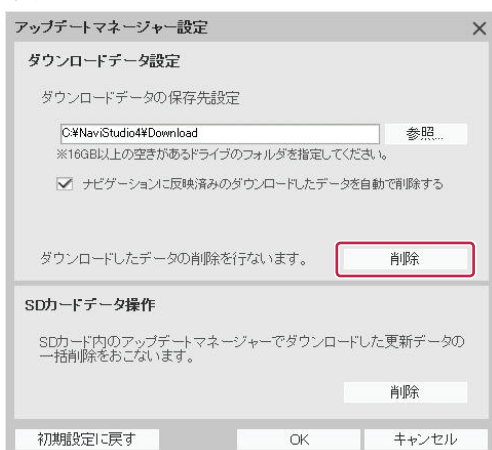 アップデートマネージャー設定
ダウンロードデータ設定
ダウンロードデータの保存先設定
C:¥NaviStudio4¥Download
参照...
※16GB以上の空きがあるドライブのフォルダを指定してください。
ナビゲーションに反映済みのダウンロードしたデータを自動で削除する
ダウンロードしたデータの削除を行ないます。
削除
SDカードデータ操作
SDカード内のアップデートマネージャーでダウンロードした更新データの
一括削除をおこないます。
削除
初期設定に戻す
OK
キャンセル